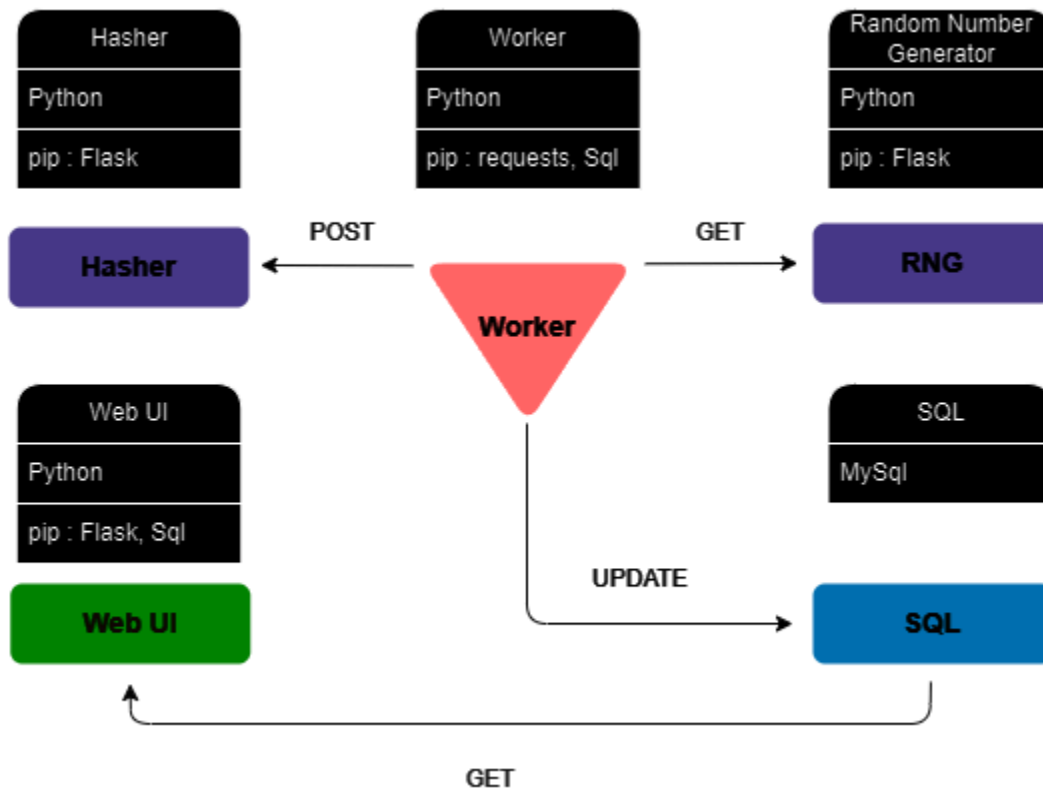 Hasher
Python
pip : Flask
Worker
Python
pip : requests, Sql
Random Number
Generator
Python
pip : Flask
POST
GET
Hasher
Worker
RNG
Web UI
Python
pip : Flask, Sql
SQL
MySql
UPDATE
Web UI
SQL
GET